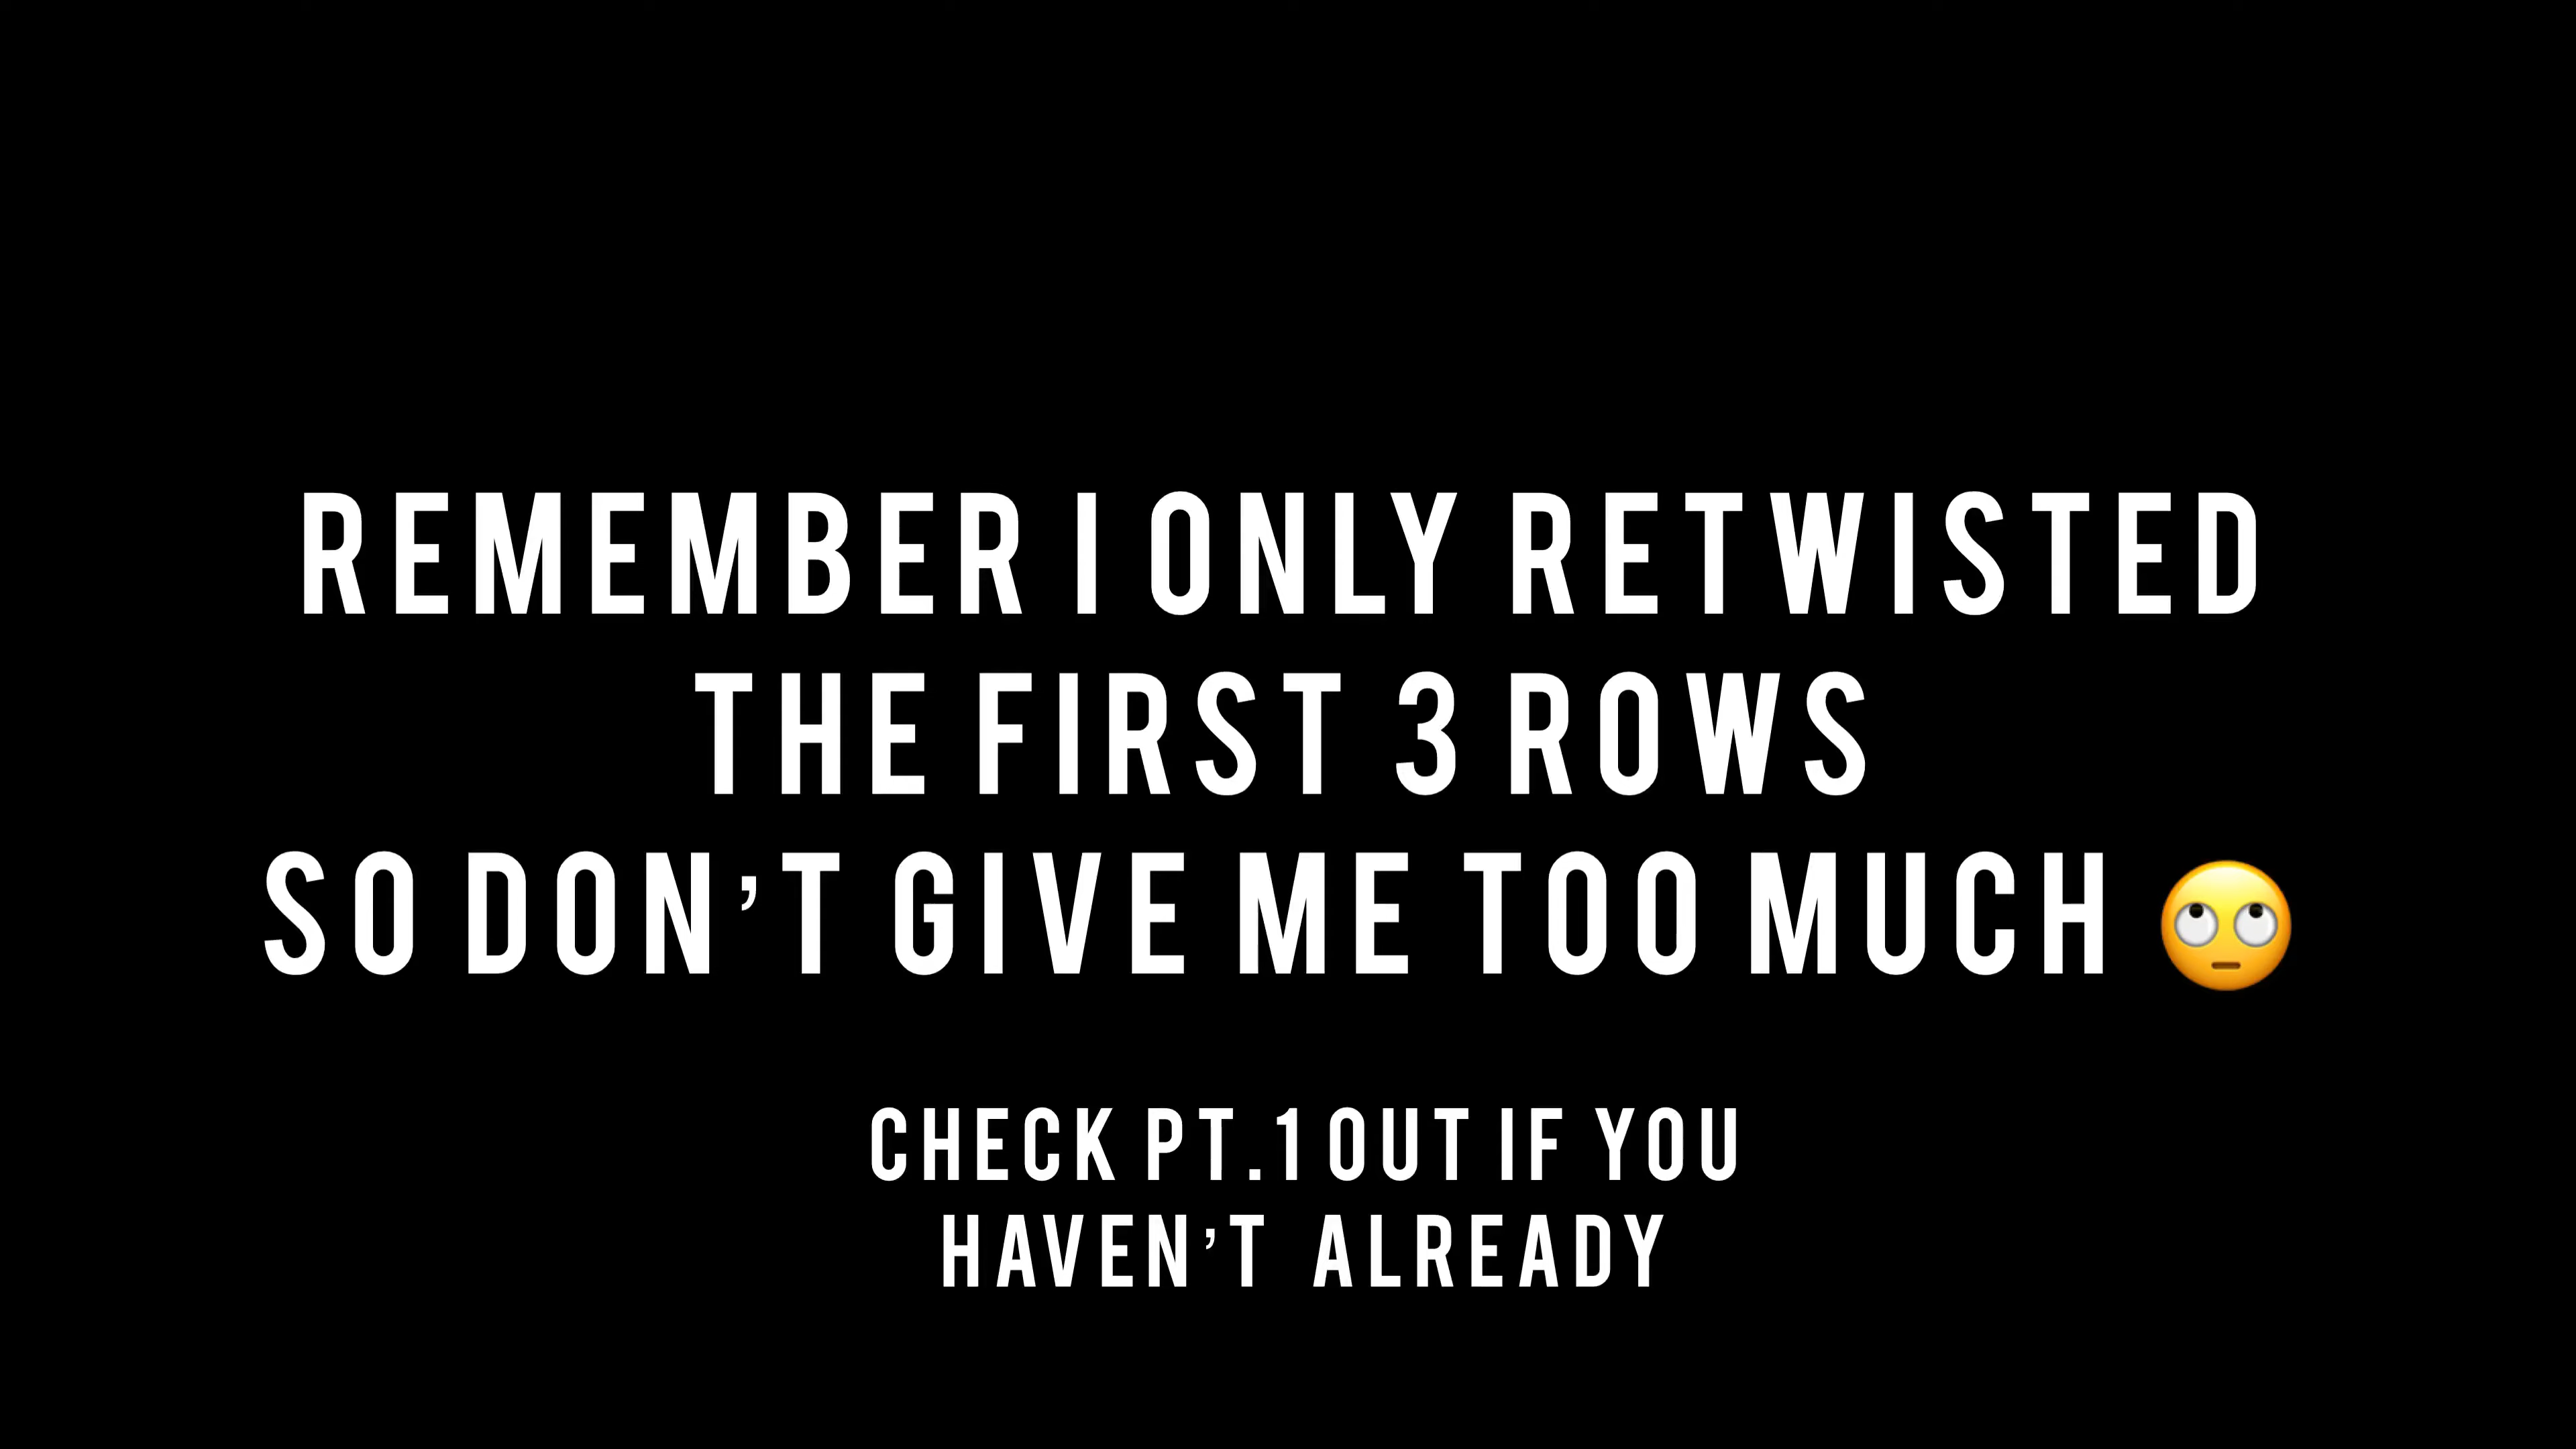 REMEMBER I ONLY RETWISTED
THE FIRST 3 ROWS
SO DON’T GIVE ME TOO MUCH 🙄
CHECK PT.1 OUT IF YOU
HAVEN’T ALREADY